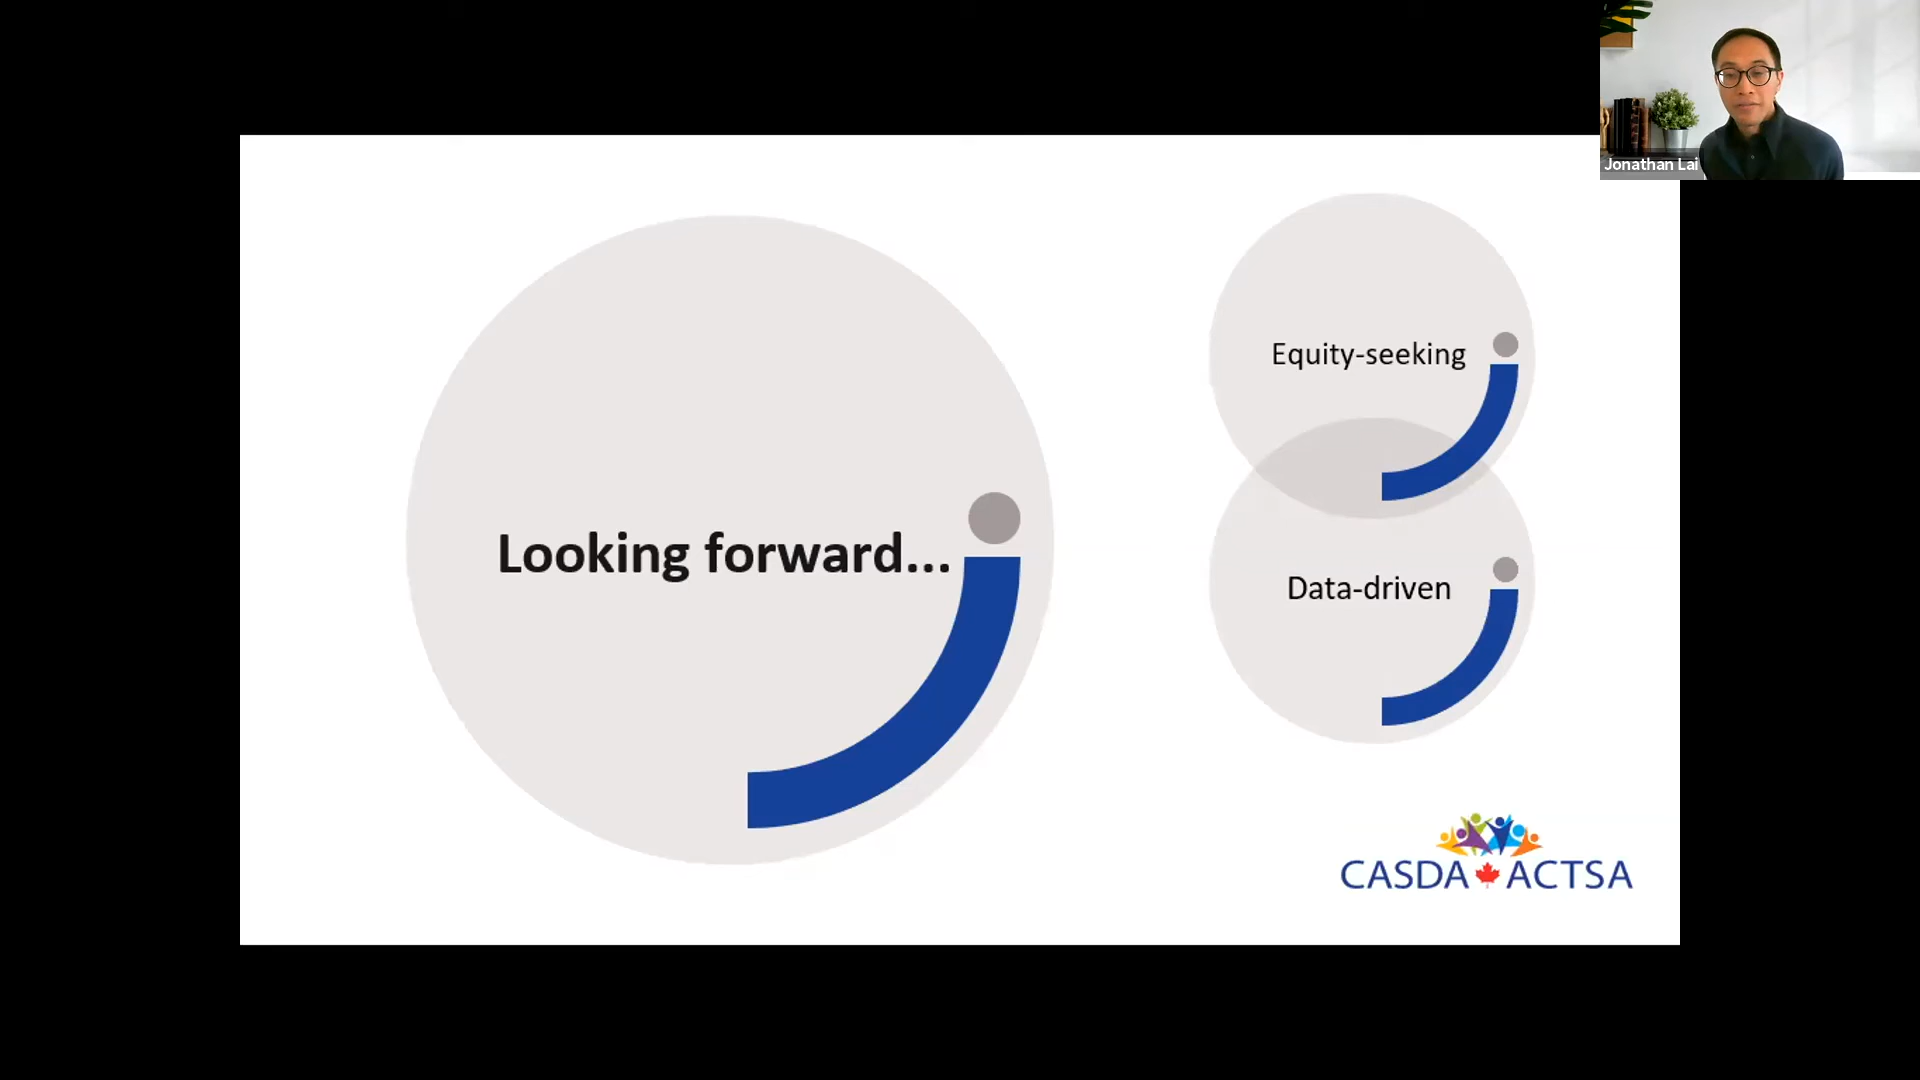 Jonathan Lai
Equity-seeking
Looking forward...
Data-driven
CASDA ACTSA